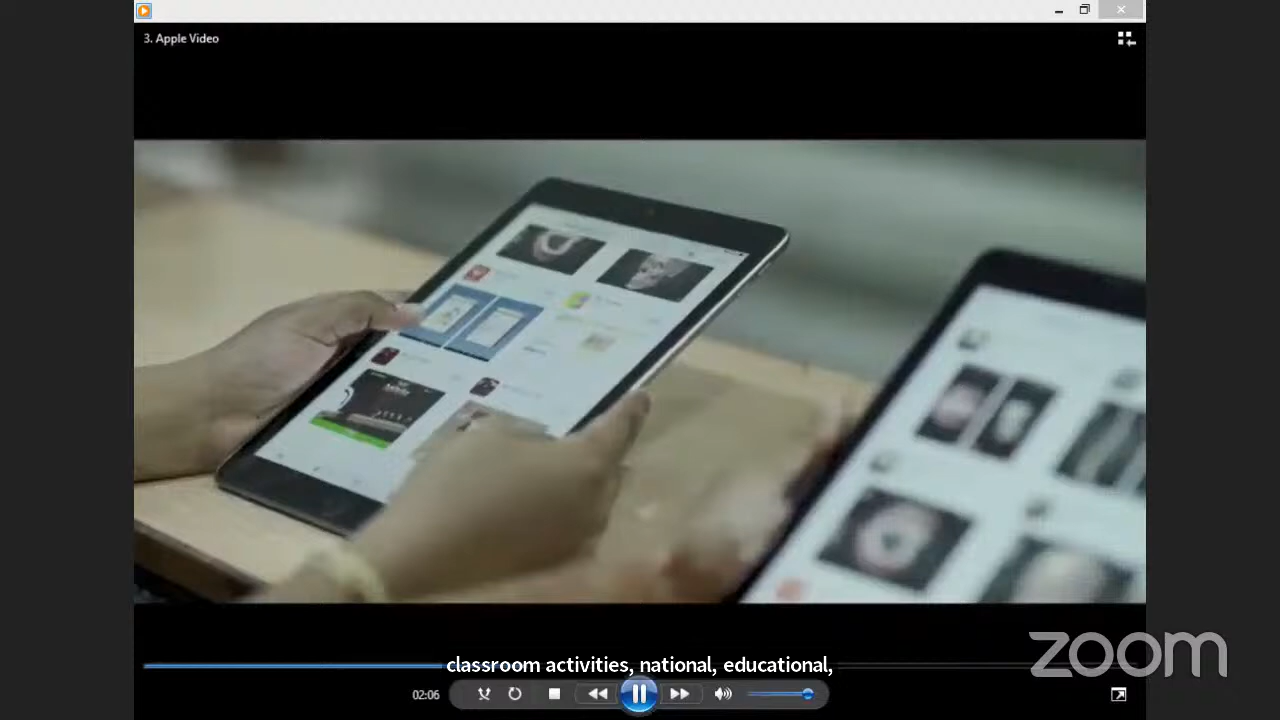 3. Apple Video
classroom activities, national, educational,
zoom
02:06